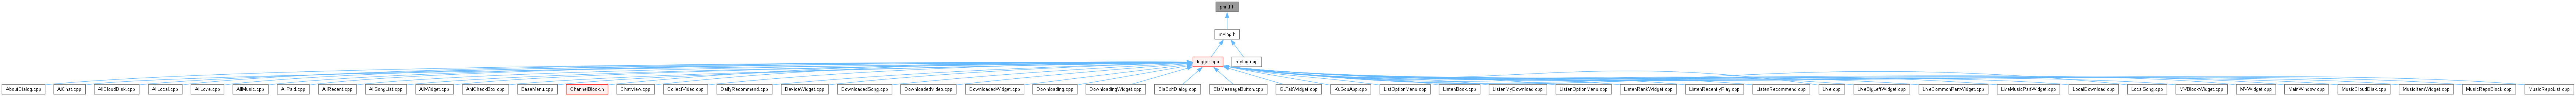 printf.h
mylog.h
logger.hpp
mylog.cpp
AboutDialog.cpp
AiChat.cpp
AllCloudDisk.cpp
AllLocal.cpp
AllLove.cpp
AllMusic.cpp
AllPaid.cpp
AllRecent.cpp
AllSongList.cpp
AllWidget.cpp
AniCheckBox.cpp
BaseMenu.cpp
ChannelBlock.h
ChatView.cpp
CollectVideo.cpp
DailyRecommend.cpp
DeviceWidget.cpp
DownloadedSong.cpp
DownloadedVideo.cpp
DownloadedWidget.cpp
Downloading.cpp
DownloadingWidget.cpp
ElaExitDialog.cpp
ElaMessageButton.cpp
GLTabWidget.cpp
KuGouApp.cpp
ListOptionMenu.cpp
ListenBook.cpp
ListenMyDownload.cpp
ListenOptionMenu.cpp
ListenRankWidget.cpp
ListenRecentlyPlay.cpp
ListenRecommend.cpp
Live.cpp
LiveBigLeftWidget.cpp
LiveCommonPartWidget.cpp
LiveMusicPartWidget.cpp
LocalDownload.cpp
LocalSong.cpp
MVBlockWidget.cpp
MVWidget.cpp
MainWindow.cpp
MusicCloudDisk.cpp
MusicItemWidget.cpp
MusicRepoBlock.cpp
MusicRepoList.cpp